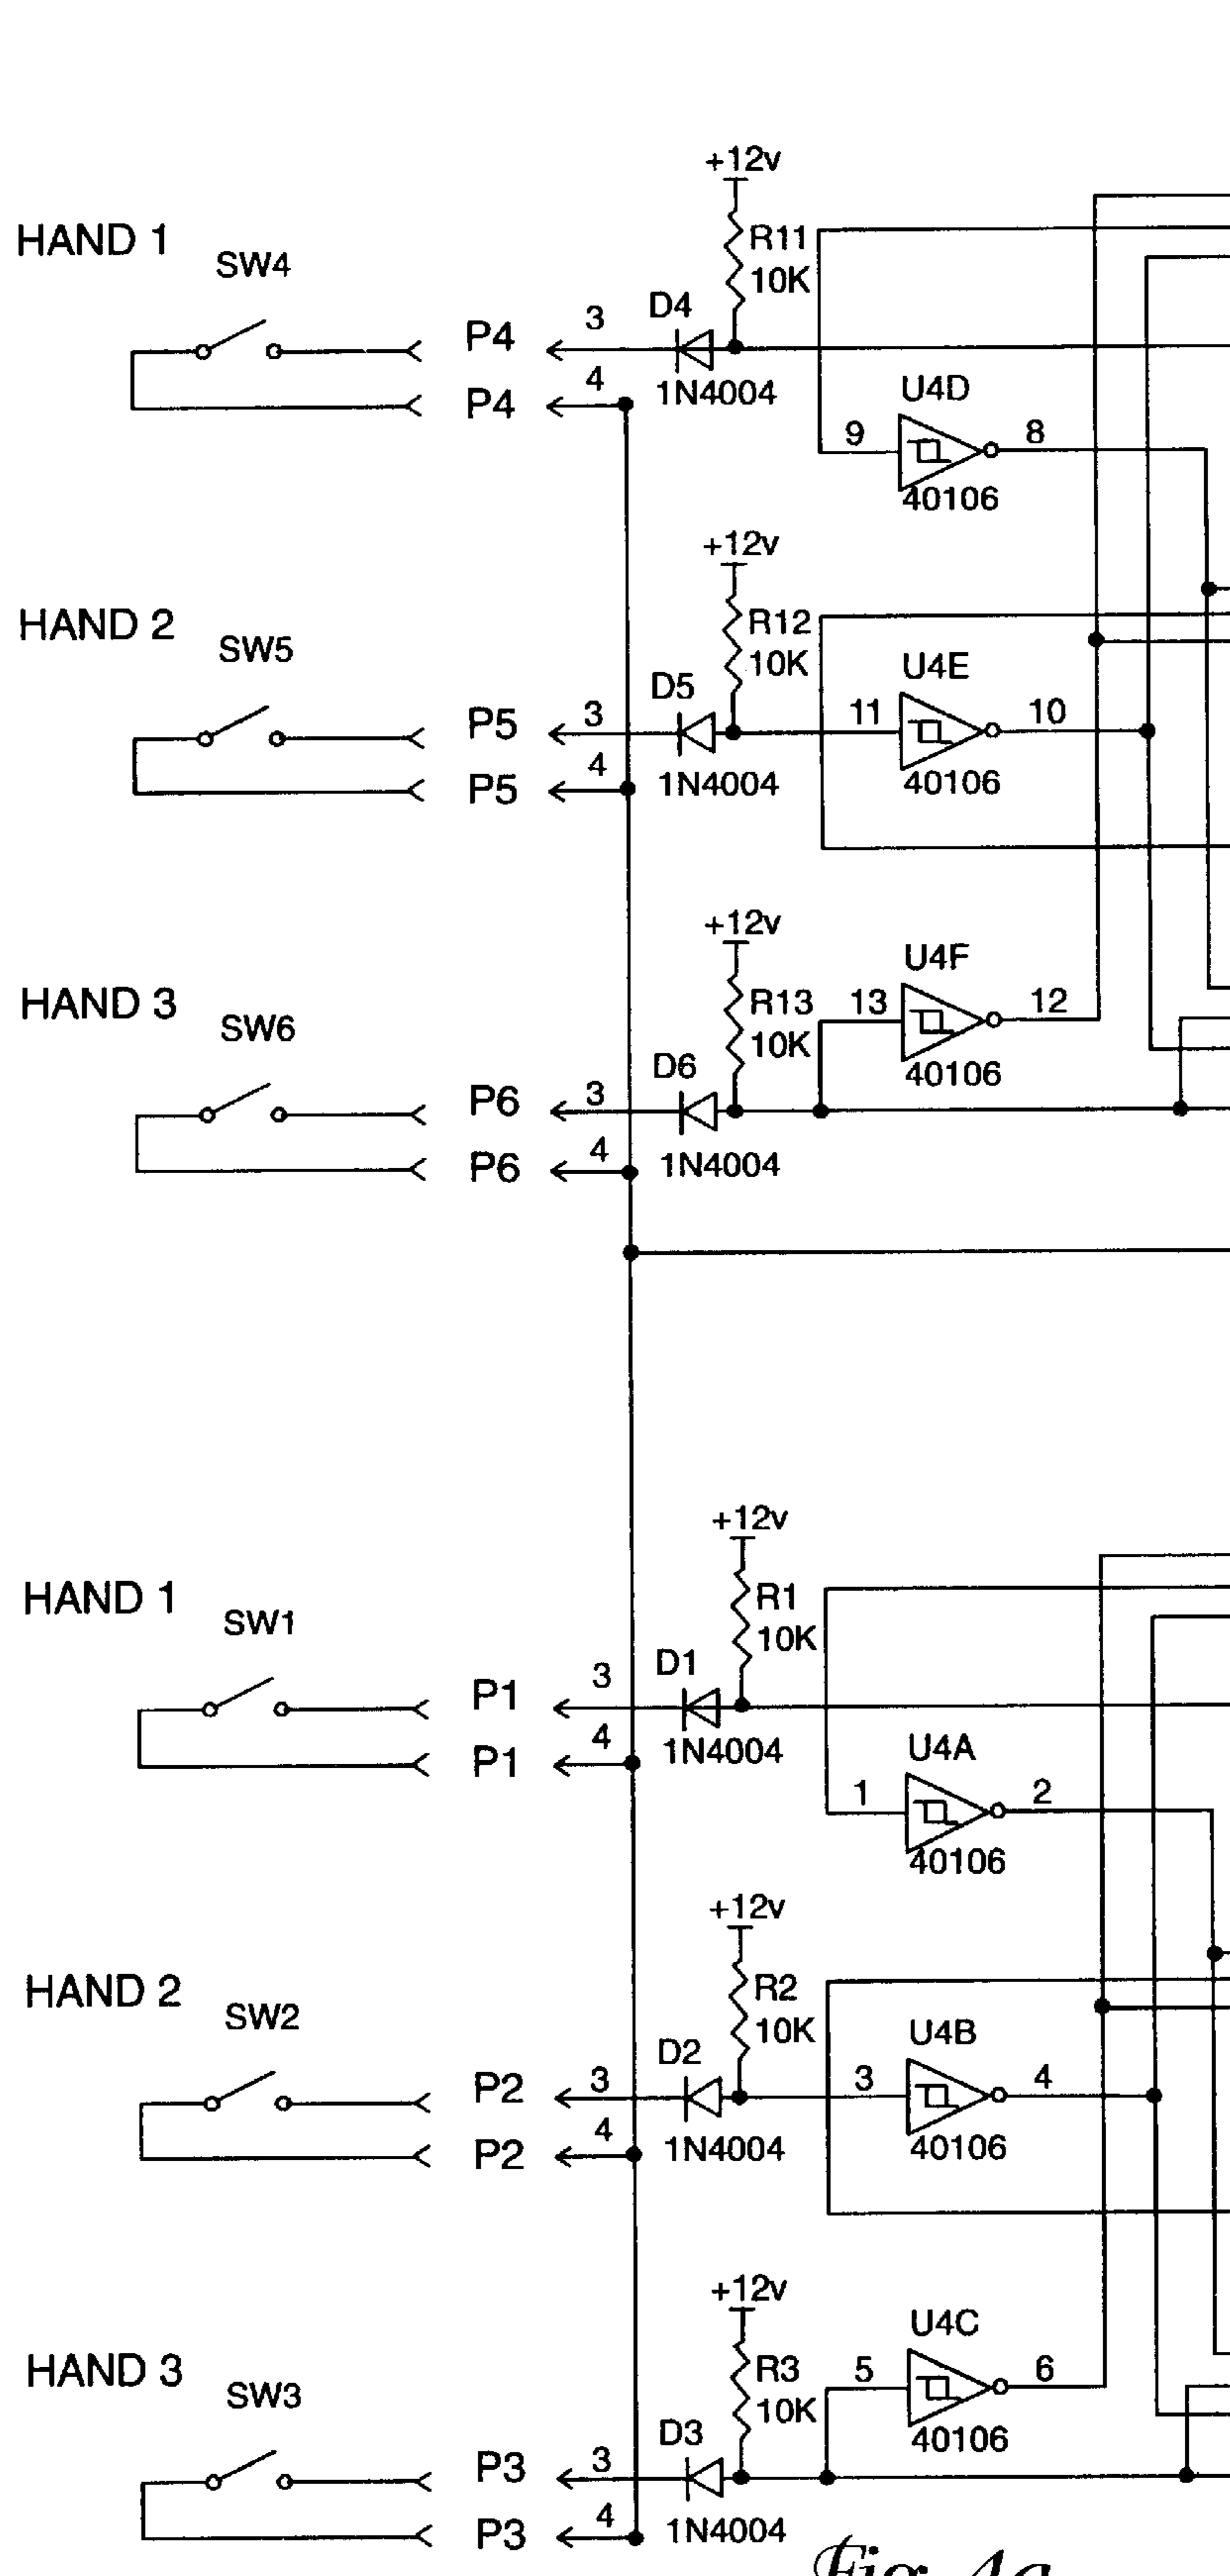 +12v
HAND 1
SW4
R11
10K
D4
3
P4
1N4004
4
P4
U4D
9
8
40106
+12v
HAND 2
SW5
R12
10K
D5
3
P5
U4E
11
10
4
P5
1N4004
40106
+12v
HAND 3
SW6
R13
10K
U4F
13
12
D6
3
P6
40106
4
P6
1N4004
+12v
HAND 1
SW1
R1
10K
D1
3
P1
4
P1
1N4004
U4A
1
2
40106
+12v
HAND 2
SW2
R2
10K
D2
3
P2
U4B
3
4
4
P2
1N4004
40106
+12v
HAND 3
SW3
R3
10K
U4C
5
6
D3
3
P3
40106
4
P3
1N4004
Fig. 4a